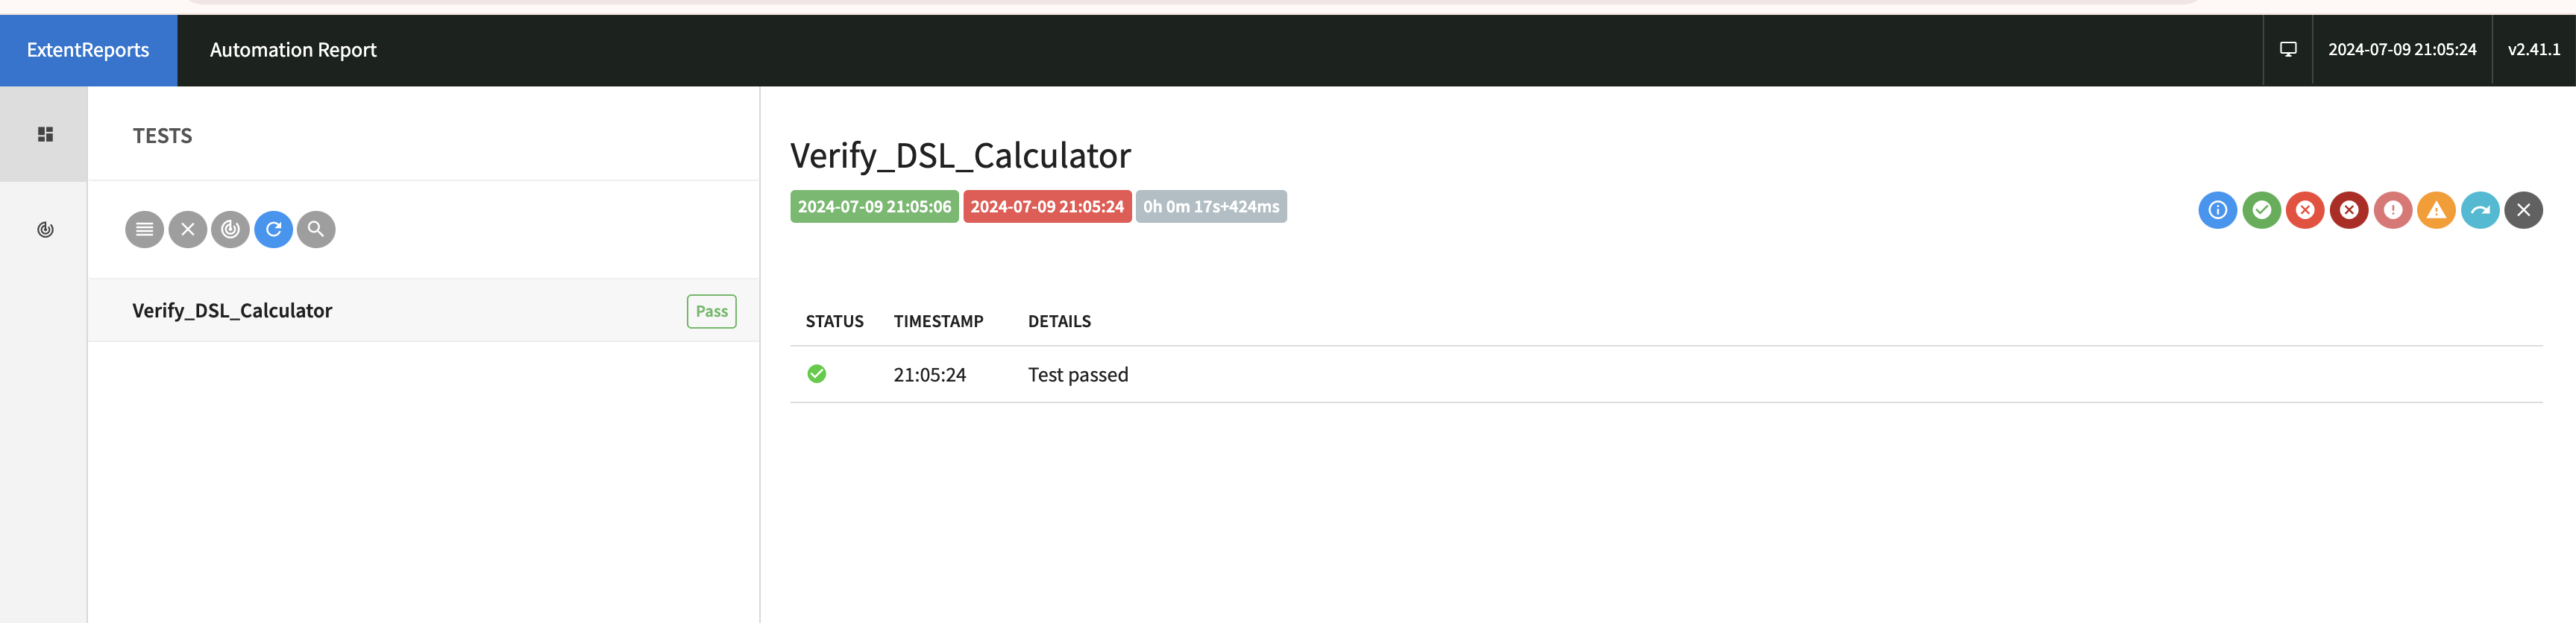 ExtentReports Automation Report 2024-07-09 21:05:24 v2.41.1
TESTS
Verify_DSL_Calculator Pass
Verify_DSL_Calculator
2024-07-09 21:05:06 2024-07-09 21:05:24 0h 0m 17s+424ms
STATUS TIMESTAMP DETAILS
21:05:24 Test passed